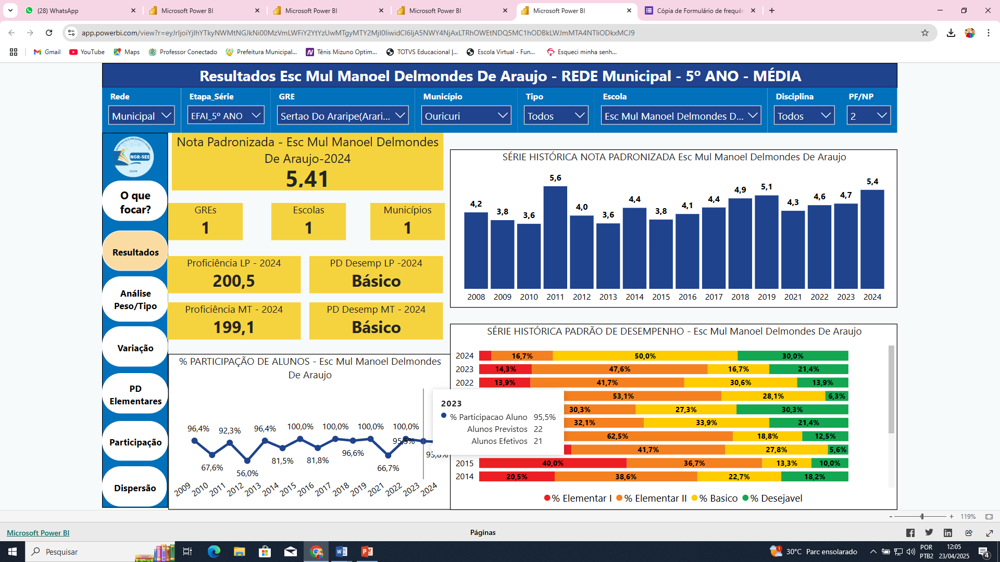 (28) WhatsApp
Microsoft Power BI
Microsoft Power BI
Microsoft Power BI
Microsoft Power BI
Cópia de Formulário de frequên
app.powerbi.com/view?r=eyJrIjoiYjlhYTkyNWMtNGJkNi00MzVmLWFiY2YtYzUwMTgyMTY2MjI0IiwidCI6IjA5NWY4NjAxLTRhOWEtNDQ5MC1hODBkLWJmMTA4NTliODkxMCJ9
Gmail
YouTube
Maps
Professor Conectado
Prefeitura Municipal...
Tênis Mizuno Optim...
TOTVS Educacional |...
Escola Virtual - Fun...
Esqueci minha senh...
Resultados Esc Mul Manoel Delmondes De Araujo - REDE Municipal - 5º ANO - MÉDIA
Rede
Etapa_Série
GRE
Município
Tipo
Escola
Disciplina
PF/NP
Municipal
EFAI_5º ANO
Sertao Do Araripe(Arari...
Ouricuri
Todos
Esc Mul Manoel Delmondes D...
Todos
2
NGR-SEE
O que
focar?
Resultados
Análise
Peso/Tipo
Variação
PD
Elementares
Participação
Dispersão
Nota Padronizada - Esc Mul Manoel Delmondes
De Araujo-2024
5,41
GREs
1
Escolas
1
Municípios
1
Proficiência LP - 2024
200,5
PD Desemp LP -2024
Básico
Proficiência MT - 2024
199,1
PD Desemp MT - 2024
Básico
% PARTICIPAÇÃO DE ALUNOS - Esc Mul Manoel Delmondes
De Araujo
96,4%
67,6%
92,3%
56,0%
96,4%
81,5%
100,0%
81,8%
100,0%
96,6%
100,0%
66,7%
100,0%
95,5%
2009
2010
2011
2012
2013
2014
2015
2016
2017
2018
2019
2021
2022
2023
2024
2023
% Participacao Aluno 95,5%
Alunos Previstos 22
Alunos Efetivos 21
SÉRIE HISTÓRICA NOTA PADRONIZADA Esc Mul Manoel Delmondes De Araujo
4,2
3,8
3,6
5,6
4,0
3,6
4,4
3,8
4,1
4,4
4,9
5,1
4,3
4,6
4,7
5,4
2008 2009 2010 2011 2012 2013 2014 2015 2016 2017 2018 2019 2021 2022 2023 2024
SÉRIE HISTÓRICA PADRÃO DE DESEMPENHO - Esc Mul Manoel Delmondes De Araujo
2024 16,7% 50,0% 30,0%
2023 14,3% 47,6% 16,7% 21,4%
2022 13,9% 41,7% 30,6% 13,9%
53,1% 28,1% 6,3%
30,3% 27,3% 30,3%
32,1% 33,9% 21,4%
62,5% 18,8% 12,5%
41,7% 27,8% 5,6%
2015 40,0% 36,7% 13,3% 10,0%
2014 20,5% 38,6% 22,7% 18,2%
% Elementar I % Elementar II % Basico % Desejavel
- + 119%
Microsoft Power BI
Páginas
Pesquisar
30°C Parc ensolarado
POR
PTB2
12:05
23/04/2025
4